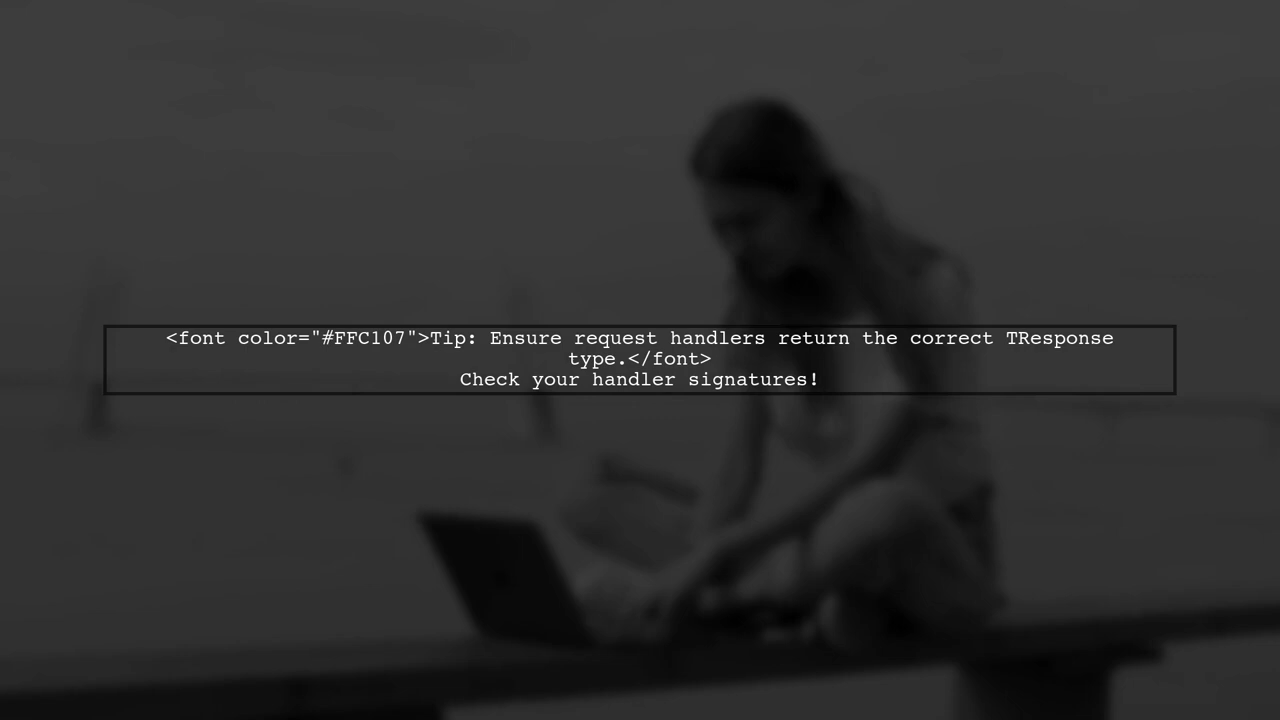 <font color="#FFC107">Tip: Ensure request handlers return the correct TResponse
type.</font>
Check your handler signatures!